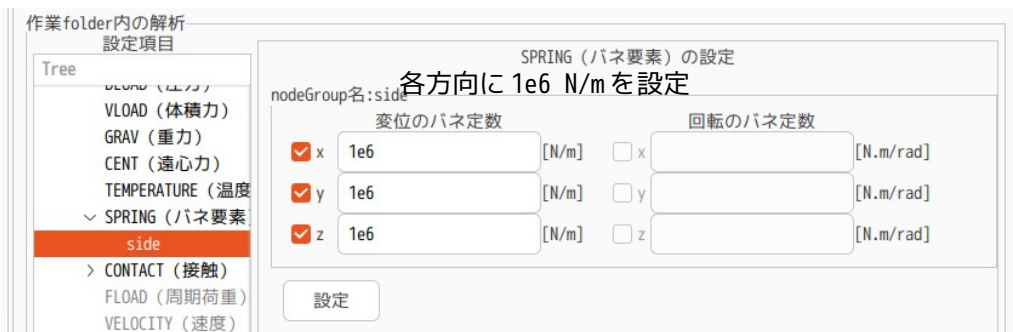 作業folder内の解析
設定項目
Tree
DLOAD (圧力)
VLOAD (体積力)
GRAV (重力)
CENT (遠心力)
TEMPERATURE (温度
SPRING (バネ要素
side
CONTACT (接触)
FLOAD (周期荷重)
VELOCITY (速度)
SPRING (バネ要素) の設定
各方向に 1e6 N/m を設定
nodeGroup名:side
変位のバネ定数 回転のバネ定数
x 1e6 [N/m] x [N.m/rad]
y 1e6 [N/m] y [N.m/rad]
z 1e6 [N/m] z [N.m/rad]
設定